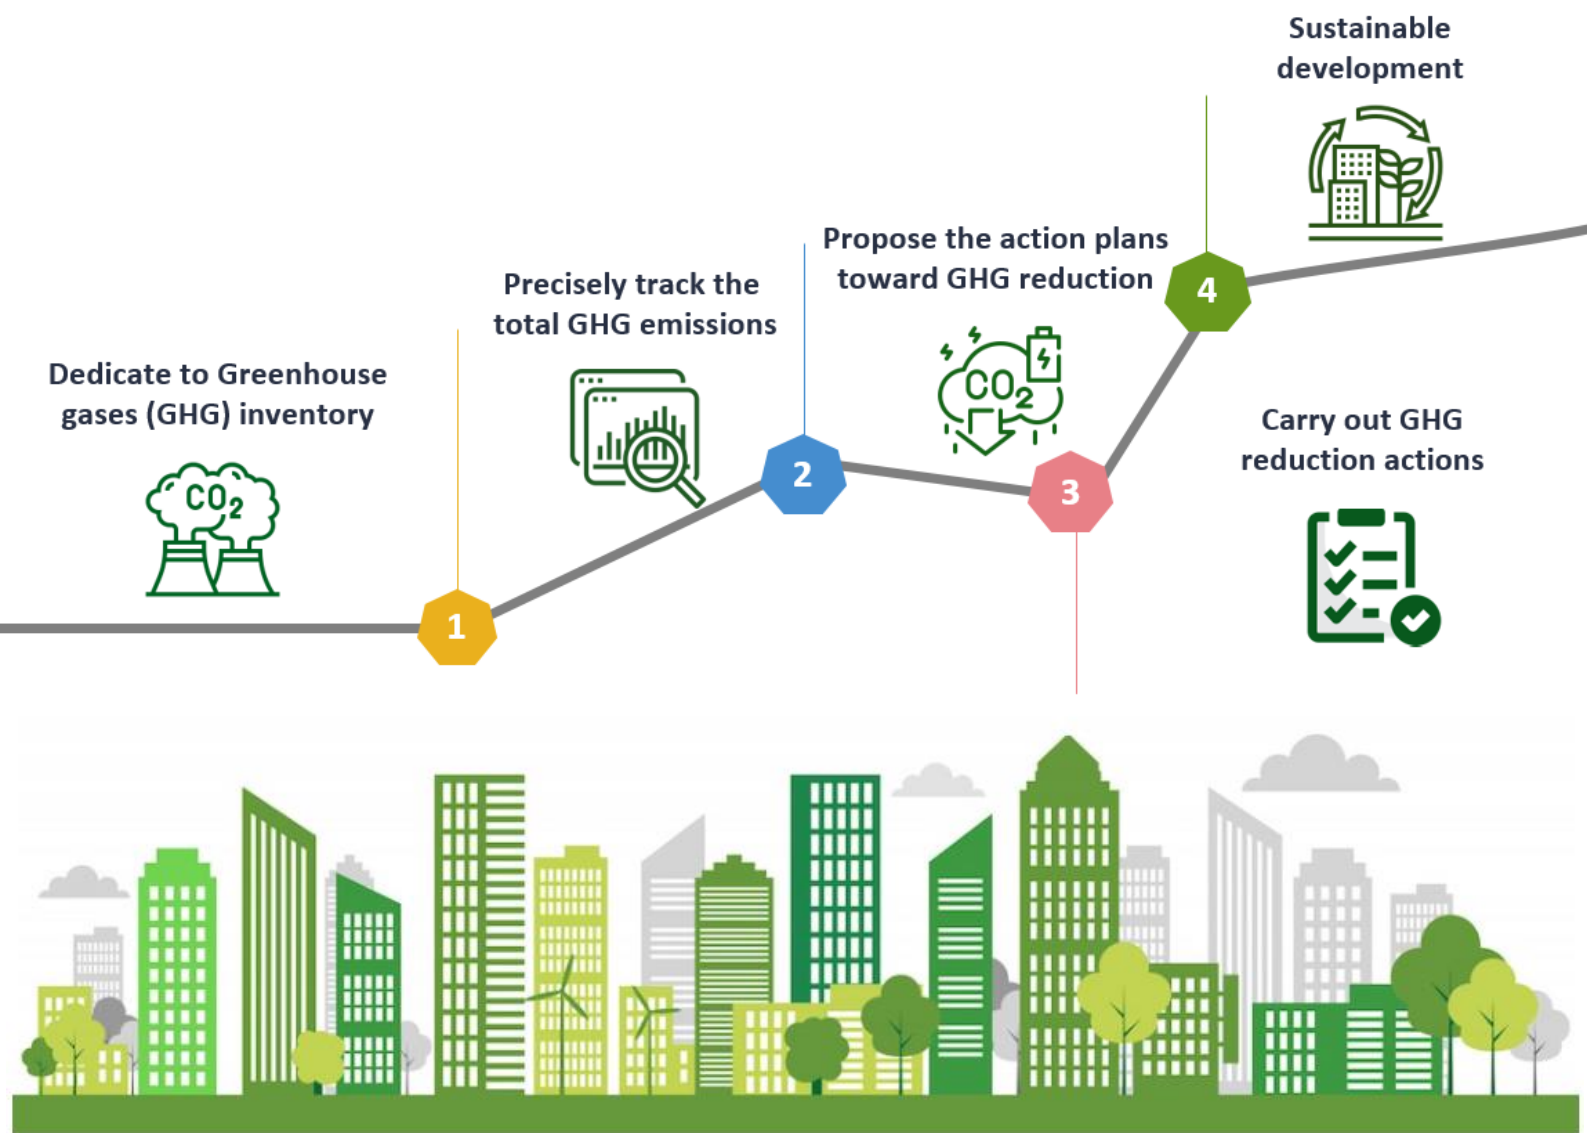 Dedicate to Greenhouse
gases (GHG) inventory
CO2
1
Precisely track the
total GHG emissions
2
Propose the action plans
toward GHG reduction
CO2
3
Carry out GHG
reduction actions
4
Sustainable
development